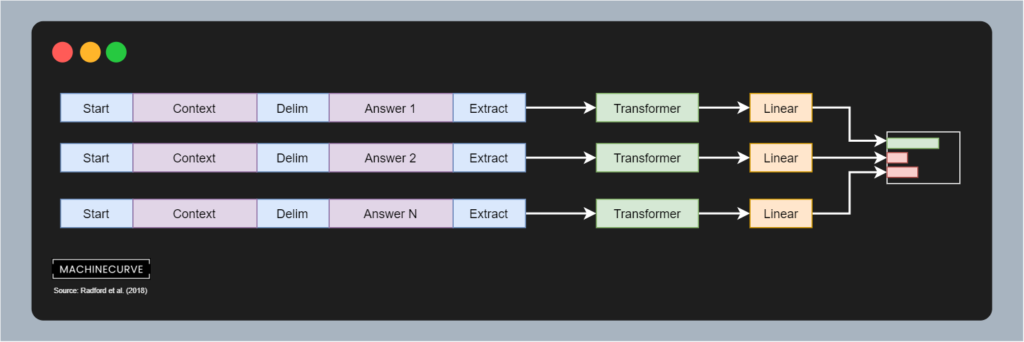 Start Context Delim Answer 1 Extract Transformer Linear
Start Context Delim Answer 2 Extract Transformer Linear
Start Context Delim Answer N Extract Transformer Linear
MACHINECURVE
Source: Radford et al. (2018)